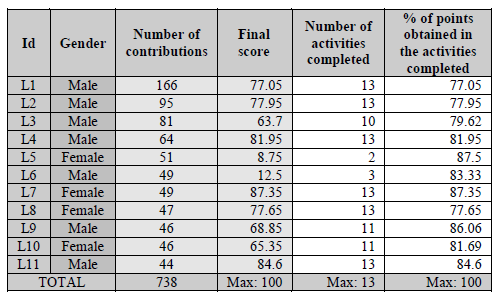 Id Gender Number of contributions Final score Number of activities completed % of points obtained in the activities completed
L1 Male 166 77.05 13 77.05
L2 Male 95 77.95 13 77.95
L3 Male 81 63.7 10 79.62
L4 Male 64 81.95 13 81.95
L5 Female 51 8.75 2 87.5
L6 Male 49 12.5 3 83.33
L7 Female 49 87.35 13 87.35
L8 Female 47 77.65 13 77.65
L9 Male 46 68.85 11 86.06
L10 Female 46 65.35 11 81.69
L11 Male 44 84.6 13 84.6
TOTAL 738 Max: 100 Max: 13 Max: 100